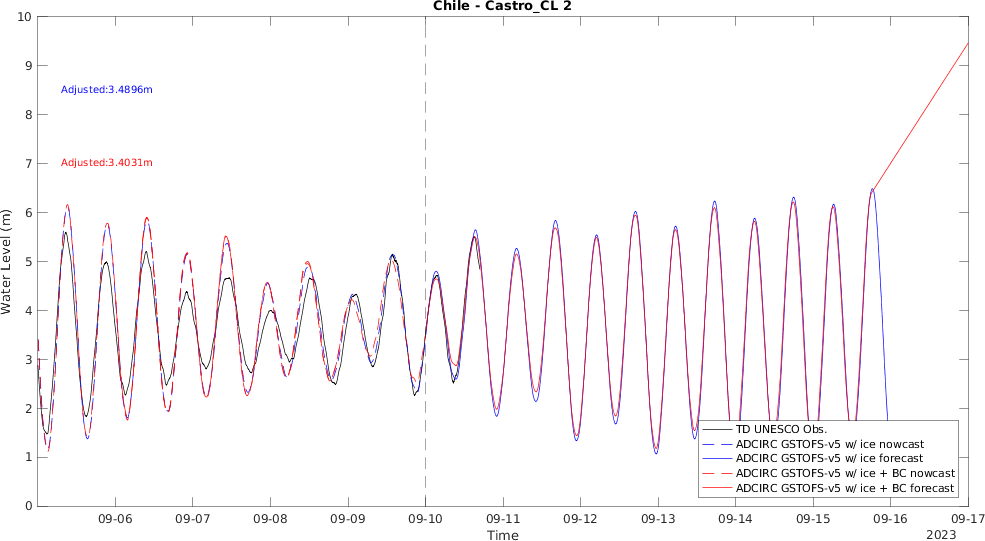 Chile - Castro_CL 2
10
9
8
7
6
5
4
3
2
1
0
Water Level (m)
Adjusted:3.4896m
Adjusted:3.4031m
TD UNESCO Obs.
ADCIRC GSTOFS-v5 w/ ice nowcast
ADCIRC GSTOFS-v5 w/ ice forecast
ADCIRC GSTOFS-v5 w/ ice + BC nowcast
ADCIRC GSTOFS-v5 w/ ice + BC forecast
09-06 09-07 09-08 09-09 09-10 09-11 09-12 09-13 09-14 09-15 09-16 09-17
Time
2023